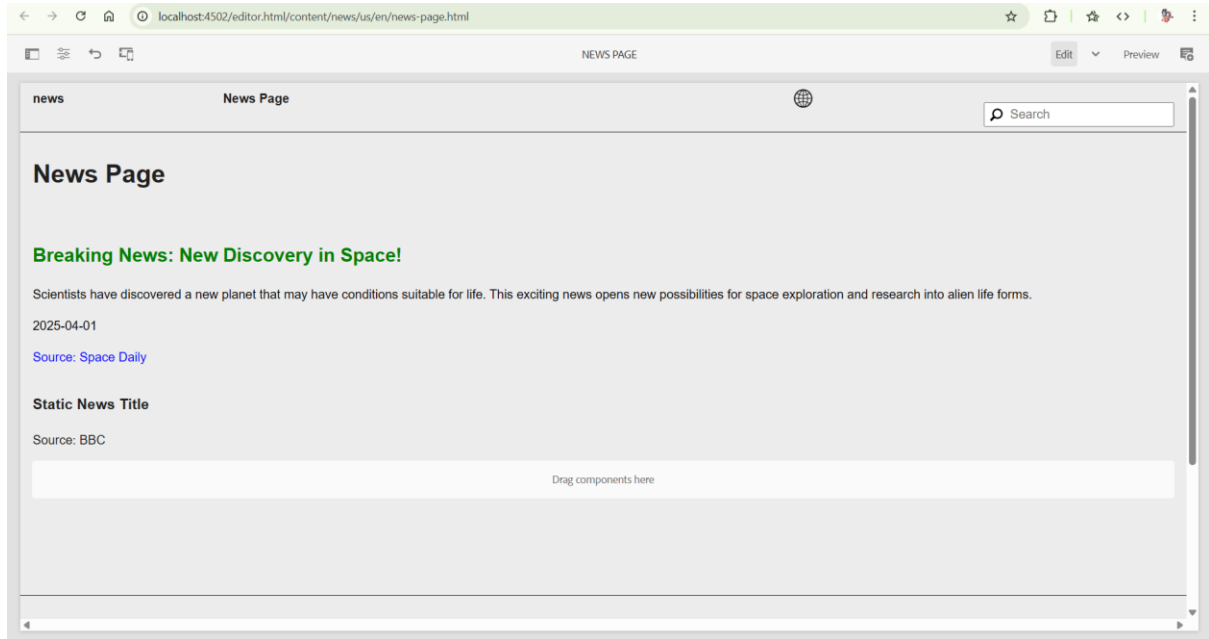 localhost:4502/editor.html/content/news/us/en/news-page.html
NEWS PAGE
Edit
Preview
news
News Page
Search
News Page
Breaking News: New Discovery in Space!
Scientists have discovered a new planet that may have conditions suitable for life. This exciting news opens new possibilities for space exploration and research into alien life forms.
2025-04-01
Source: Space Daily
Static News Title
Source: BBC
Drag components here